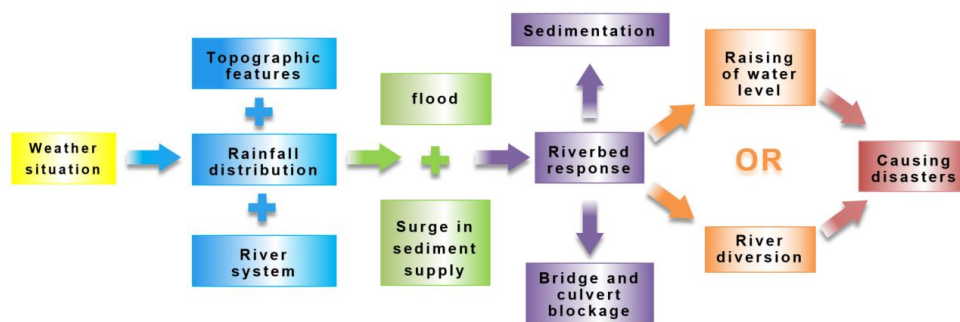 Weather
situation
Topographic
features
Rainfall
distribution
River
system
flood
Surge in
sediment
supply
Sedimentation
Riverbed
response
Bridge and
culvert
blockage
Raising
of water
level
OR
River
diversion
Causing
disasters